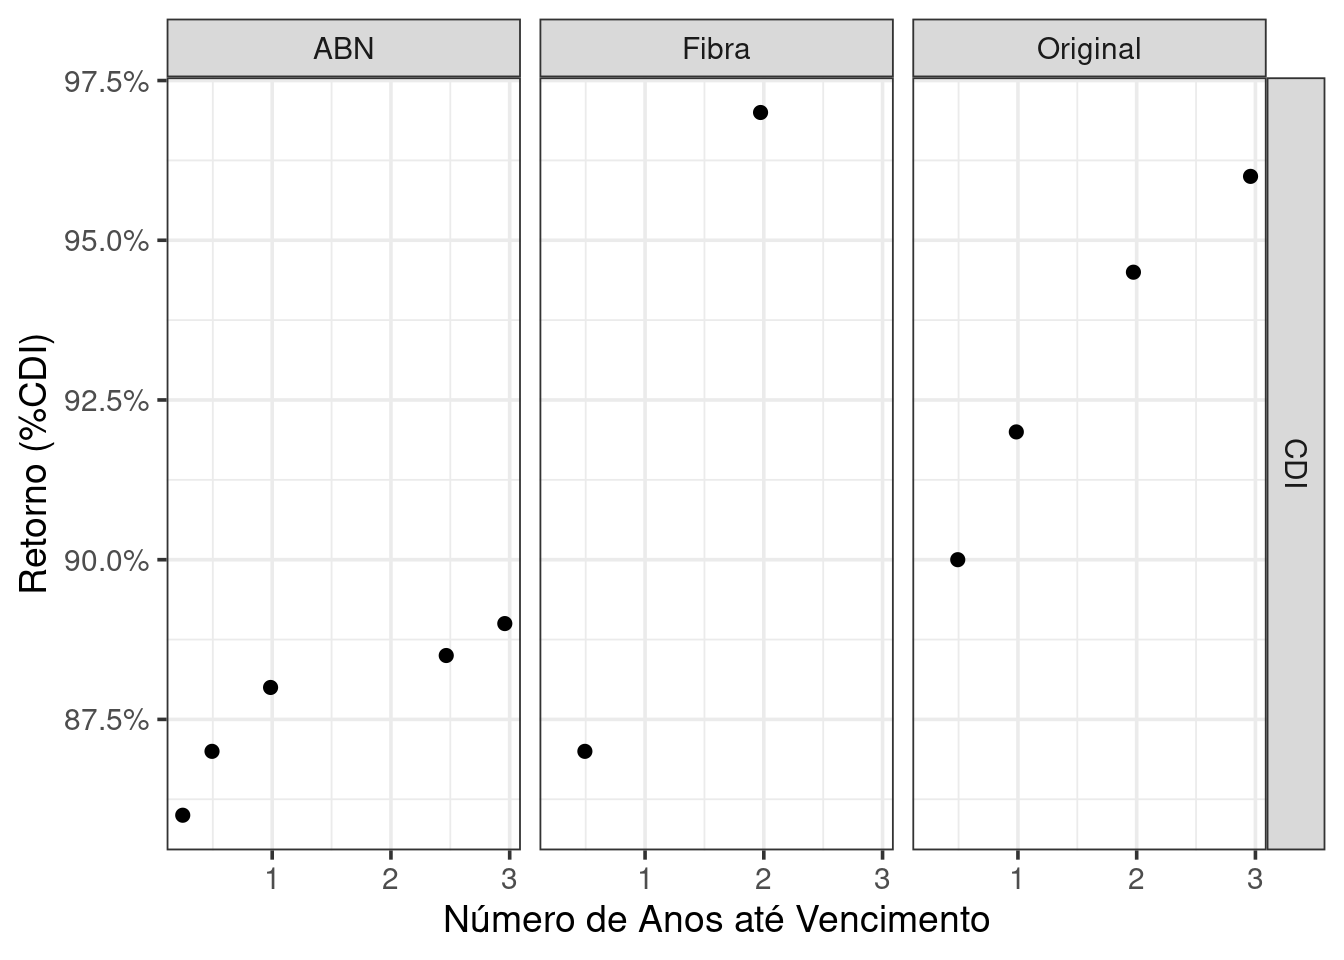 ABN
Fibra
Original
97.5%
95.0%
92.5%
90.0%
87.5%
Retorno (%CDI)
CDI
1 2 3
1 2 3
1 2 3
Número de Anos até Vencimento